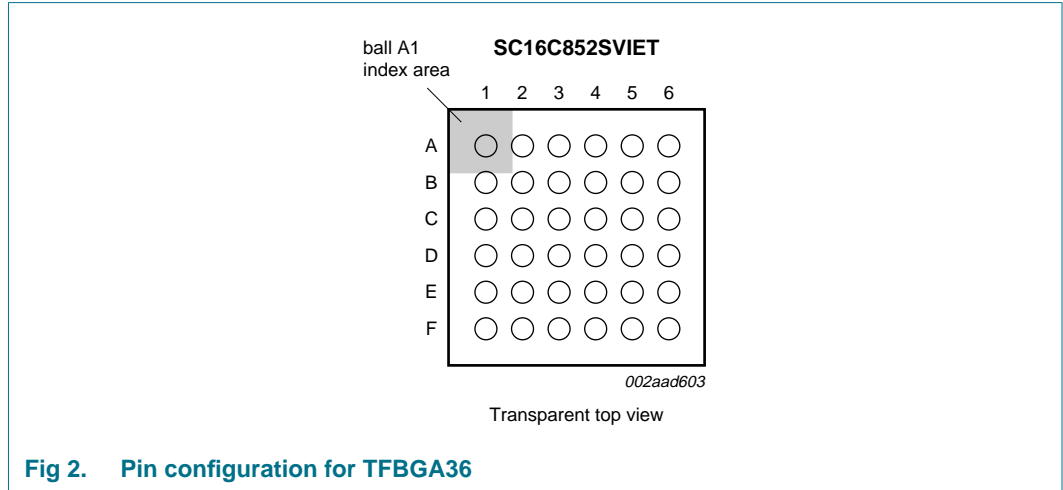 ball A1
index area
SC16C852SVIET
1 2 3 4 5 6
A
B
C
D
E
F
002aad603
Transparent top view
Fig 2. Pin configuration for TFBGA36